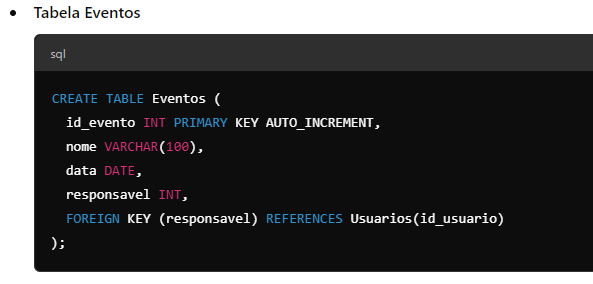 Tabela Eventos
sql
CREATE TABLE Eventos (
  id_evento INT PRIMARY KEY AUTO_INCREMENT,
  nome VARCHAR(100),
  data DATE,
  responsavel INT,
  FOREIGN KEY (responsavel) REFERENCES Usuarios(id_usuario)
);